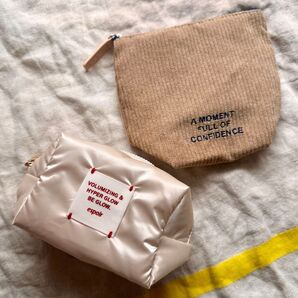 A MOMENT
FULL OF
CONFIDENCE
VOLUMIZING &
HYPER GLOW
BE GLOW.
espoir